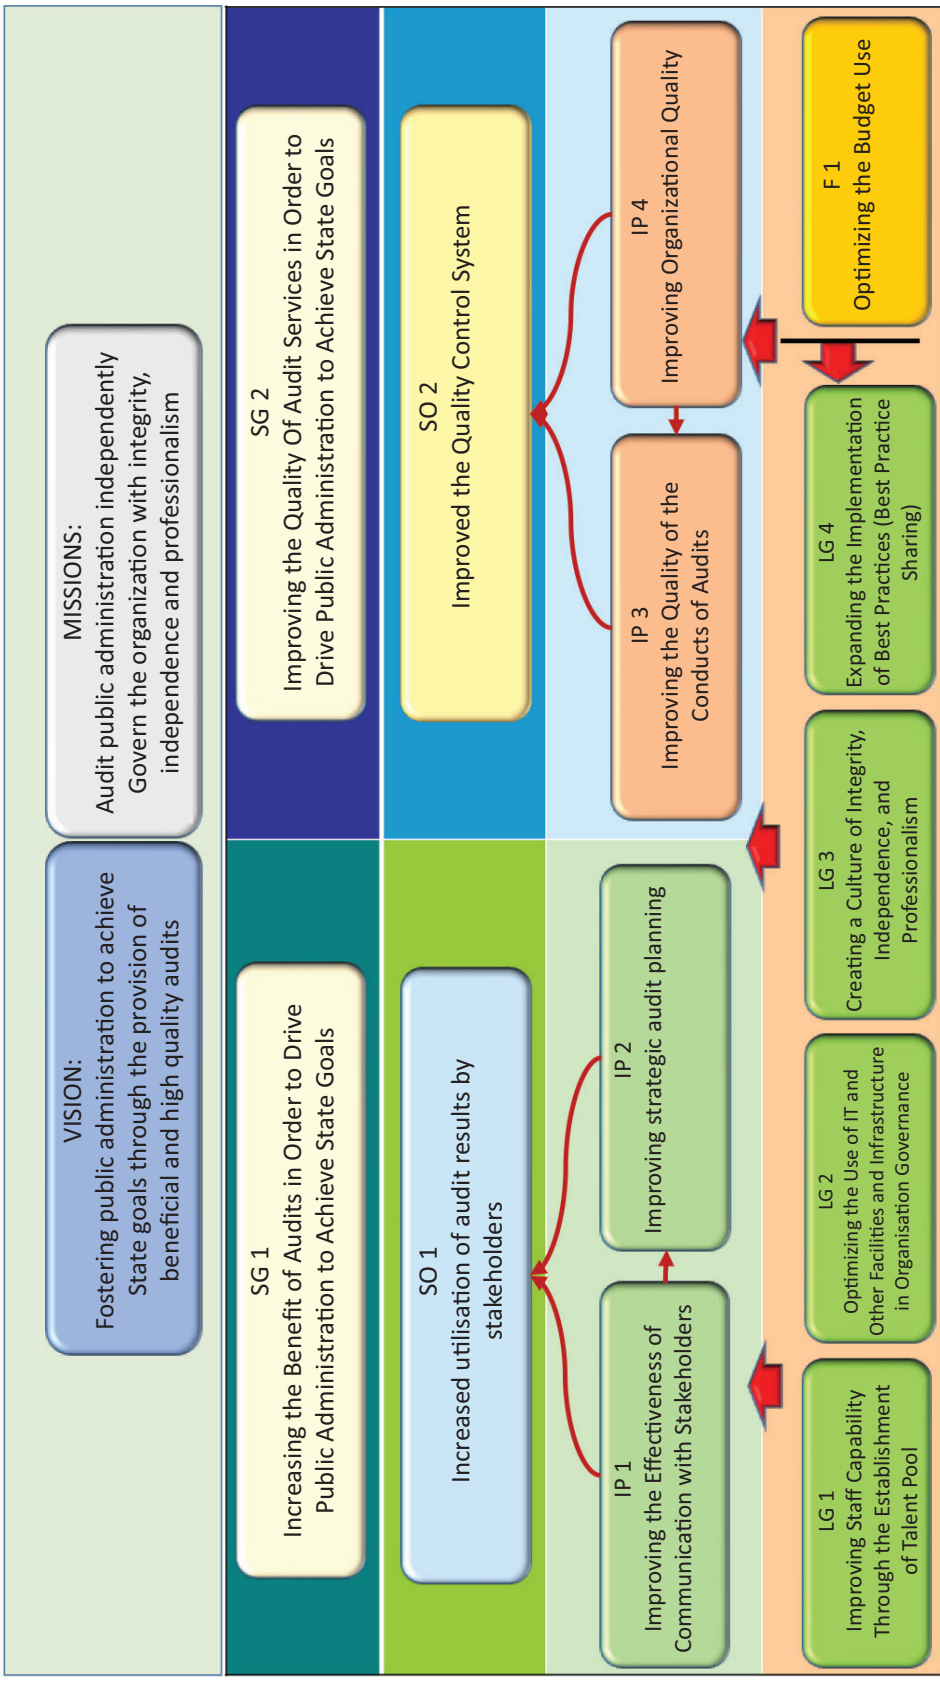 VISION:
Fostering public administration to achieve
State goals through the provision of
beneficial and high quality audits
MISSIONS:
Audit public administration independently
Govern the organization with integrity,
independence and professionalism
SG 1
Increasing the Benefit of Audits in Order to Drive
Public Administration to Achieve State Goals
SG 2
Improving the Quality Of Audit Services in Order to
Drive Public Administration to Achieve State Goals
SO 1
Increased utilisation of audit results by
stakeholders
SO 2
Improved the Quality Control System
IP 1
Improving the Effectiveness of
Communication with Stakeholders
IP 2
Improving strategic audit planning
IP 3
Improving the Quality of the
Conducts of Audits
IP 4
Improving Organizational Quality
LG 1
Improving Staff Capability
Through the Establishment
of Talent Pool
LG 2
Optimizing the Use of IT and
Other Facilities and Infrastructure
in Organisation Governance
LG 3
Creating a Culture of Integrity,
Independence, and
Professionalism
LG 4
Expanding the Implementation
of Best Practices (Best Practice
Sharing)
F 1
Optimizing the Budget Use